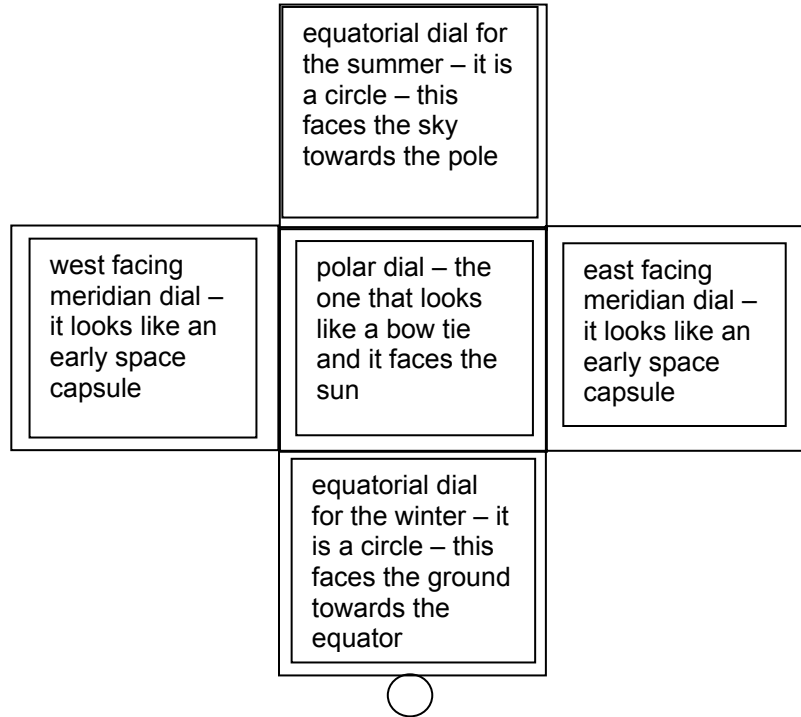 equatorial dial for
the summer – it is
a circle – this
faces the sky
towards the pole
west facing
meridian dial –
it looks like an
early space
capsule
polar dial – the
one that looks
like a bow tie
and it faces the
sun
east facing
meridian dial –
it looks like an
early space
capsule
equatorial dial
for the winter – it
is a circle – this
faces the ground
towards the
equator